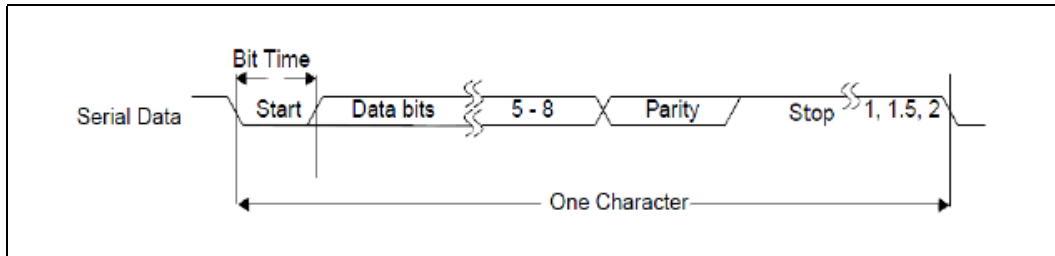 Bit Time
Serial Data Start Data bits 5 - 8 Parity Stop 1, 1.5, 2
One Character